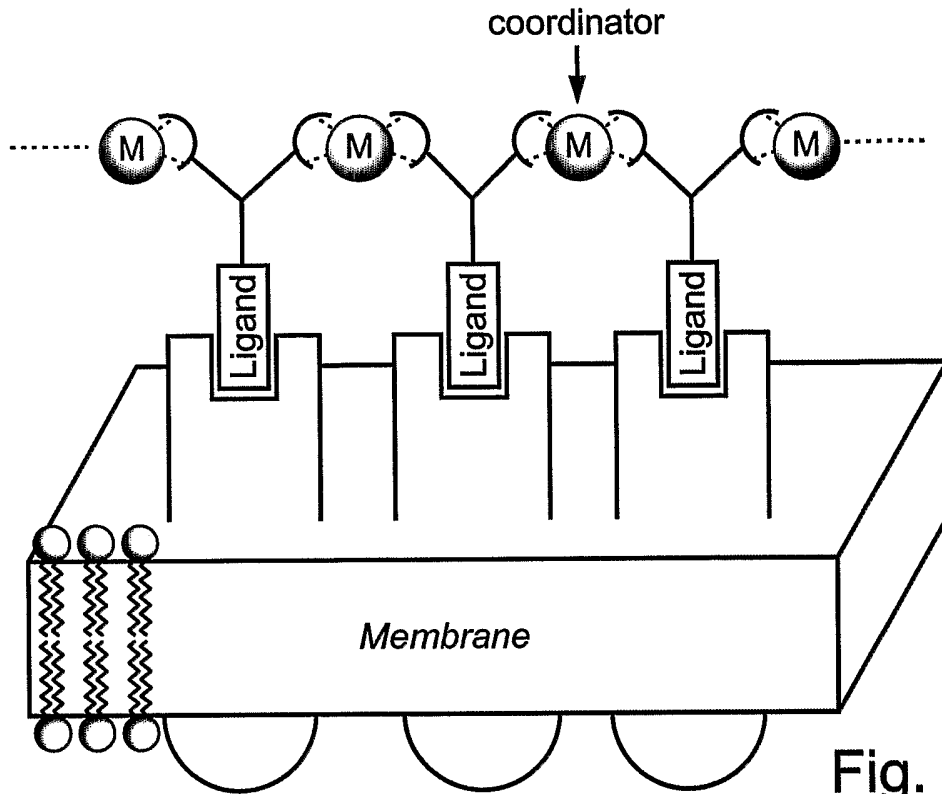 coordinator
M M M M
Ligand Ligand Ligand
Membrane
Fig.